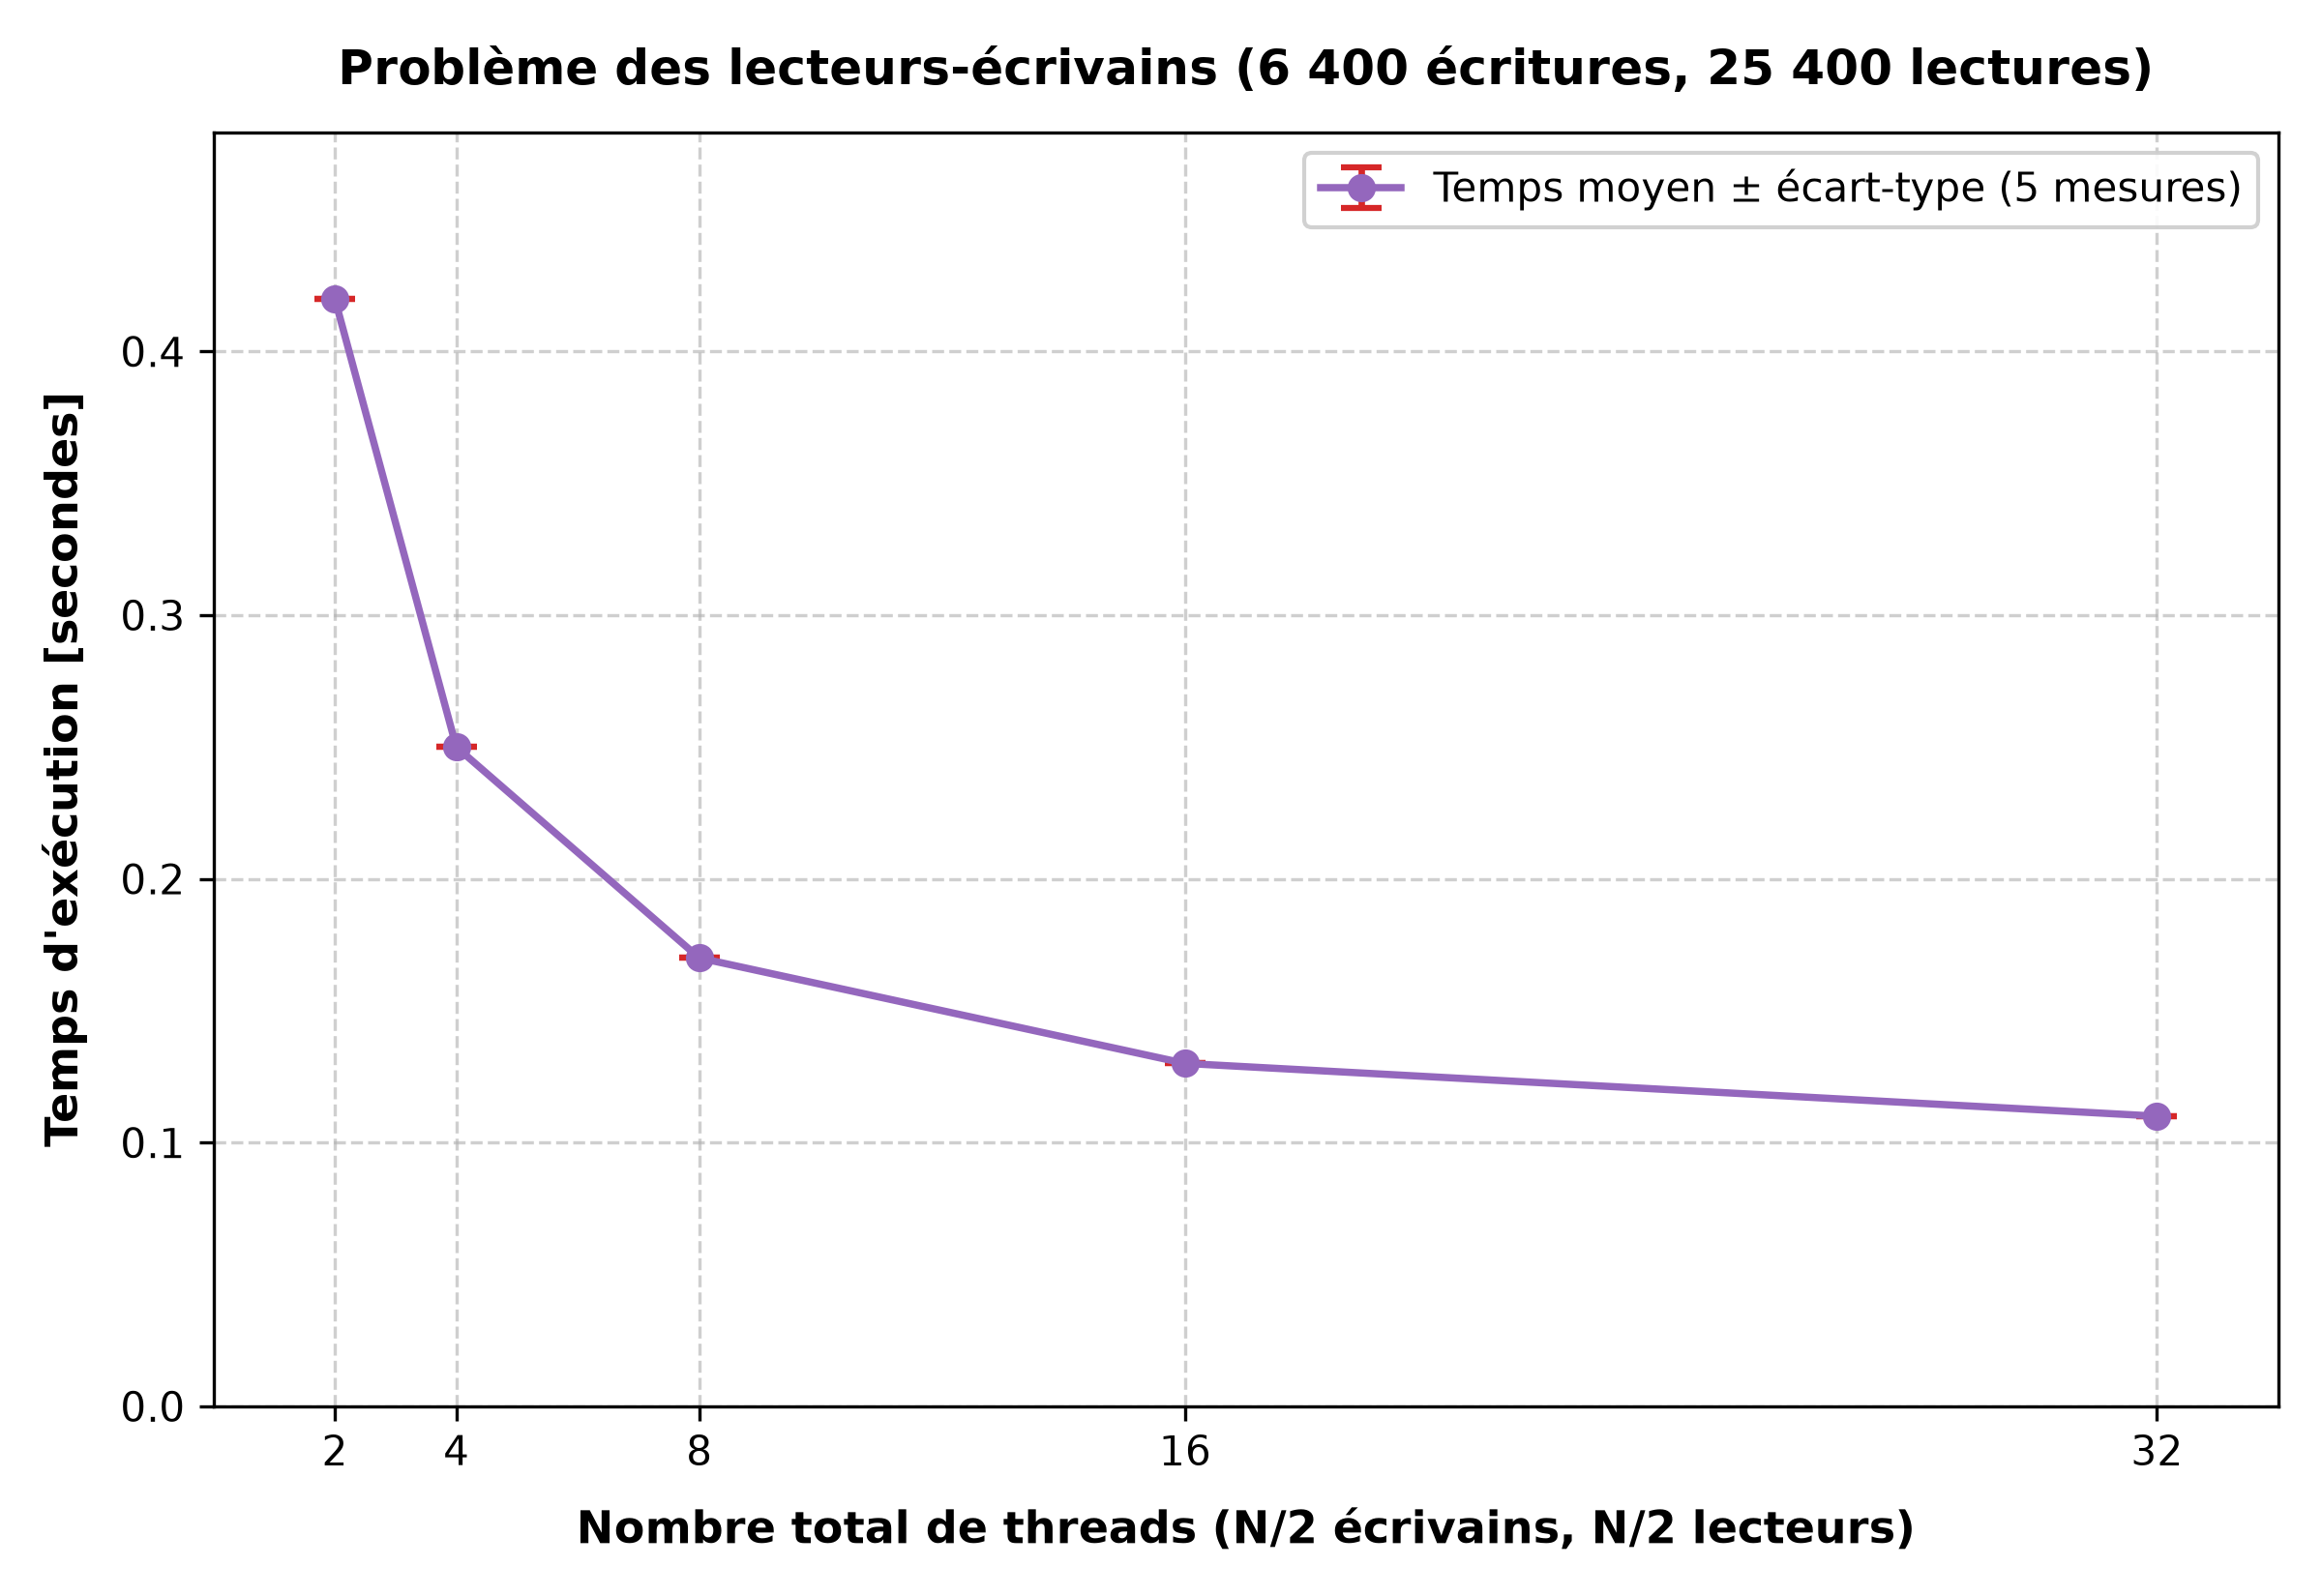 Problème des lecteurs-écrivains (6 400 écritures, 25 400 lectures)
Temps moyen ± écart-type (5 mesures)
Temps d'exécution [secondes]
0.4
0.3
0.2
0.1
0.0
2 4 8 16 32
Nombre total de threads (N/2 écrivains, N/2 lecteurs)